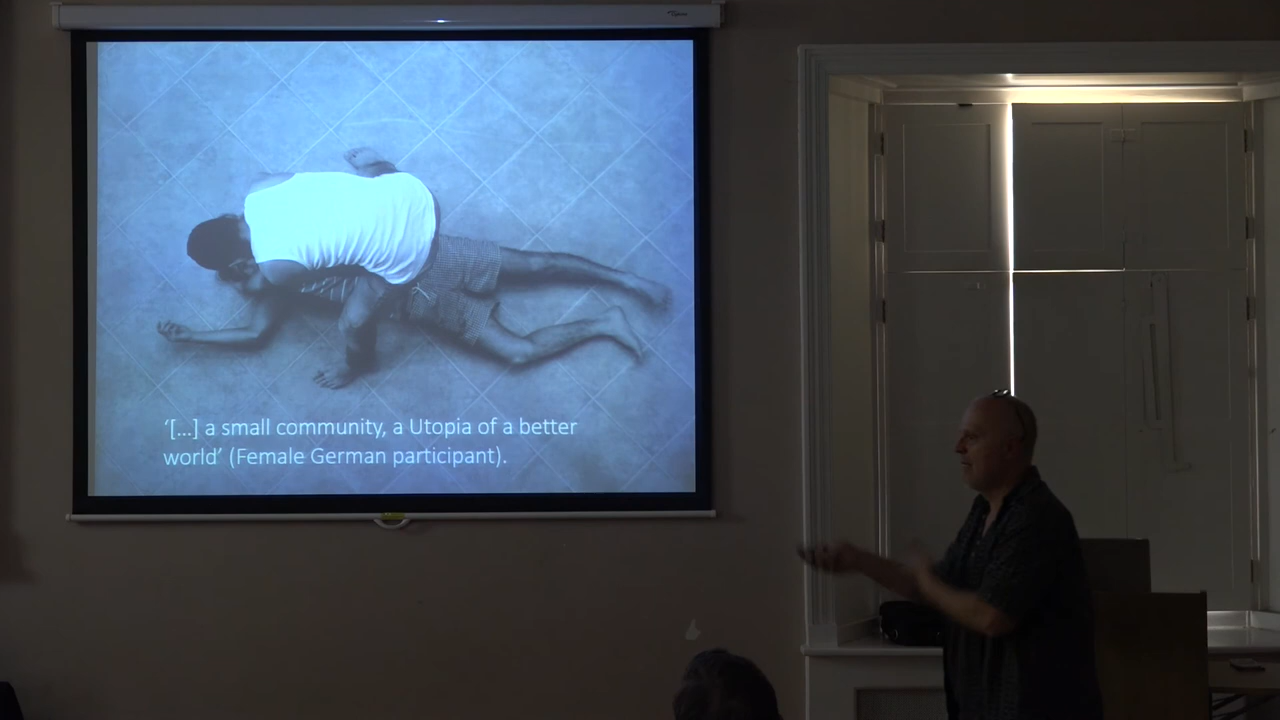 ‘[...] a small community, a Utopia of a better
world’ (Female German participant).